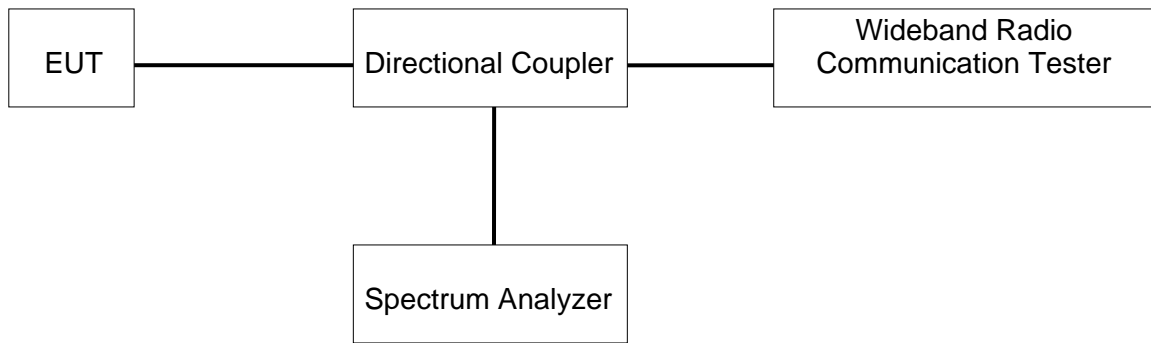 EUT
Directional Coupler
Wideband Radio
Communication Tester
Spectrum Analyzer